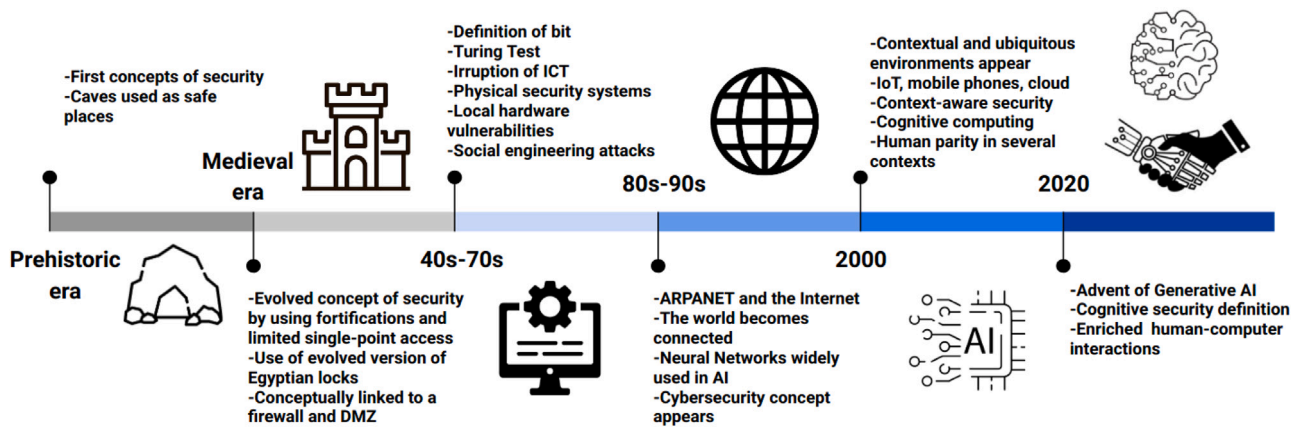 -First concepts of security
-Caves used as safe
places
Prehistoric
era
Medieval
era
-Evolved concept of security
by using fortifications and
limited single-point access
-Use of evolved version of
Egyptian locks
-Conceptually linked to a
firewall and DMZ
-Definition of bit
-Turing Test
-Irruption of ICT
-Physical security systems
-Local hardware
vulnerabilities
-Social engineering attacks
40s-70s
80s-90s
-ARPANET and the Internet
-The world becomes
connected
-Neural Networks widely
used in AI
-Cybersecurity concept
appears
-Contextual and ubiquitous
environments appear
-IoT, mobile phones, cloud
-Context-aware security
-Cognitive computing
-Human parity in several
contexts
2000
AI
2020
-Advent of Generative AI
-Cognitive security definition
-Enriched human-computer
interactions